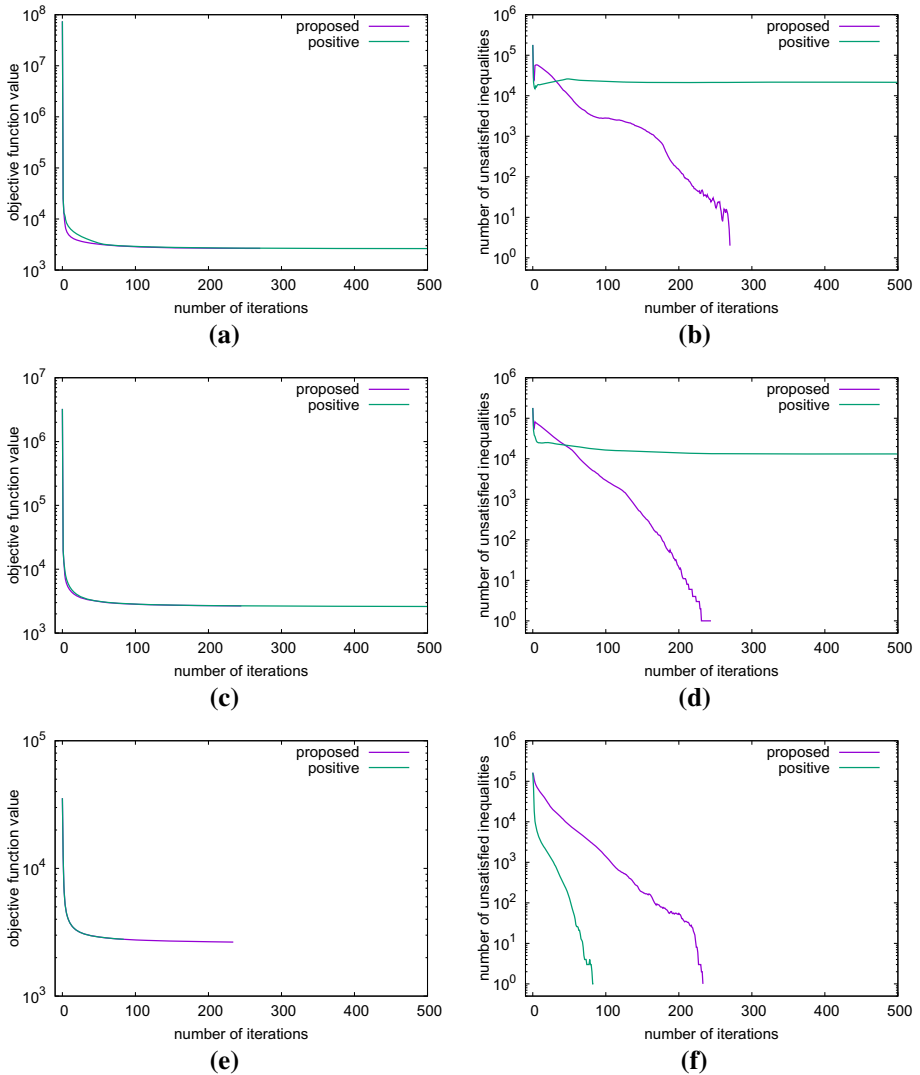 10^8
10^7
10^6
10^5
10^4
10^3
objective function value
proposed
positive
0 100 200 300 400 500
number of iterations
(a)
10^6
10^5
10^4
10^3
10^2
10^1
10^0
number of unsatisfied inequalities
proposed
positive
0 100 200 300 400 500
number of iterations
(b)
10^7
10^6
10^5
10^4
10^3
objective function value
proposed
positive
0 100 200 300 400 500
number of iterations
(c)
10^6
10^5
10^4
10^3
10^2
10^1
10^0
number of unsatisfied inequalities
proposed
positive
0 100 200 300 400 500
number of iterations
(d)
10^5
10^4
10^3
objective function value
proposed
positive
0 100 200 300 400 500
number of iterations
(e)
10^6
10^5
10^4
10^3
10^2
10^1
10^0
number of unsatisfied inequalities
proposed
positive
0 100 200 300 400 500
number of iterations
(f)